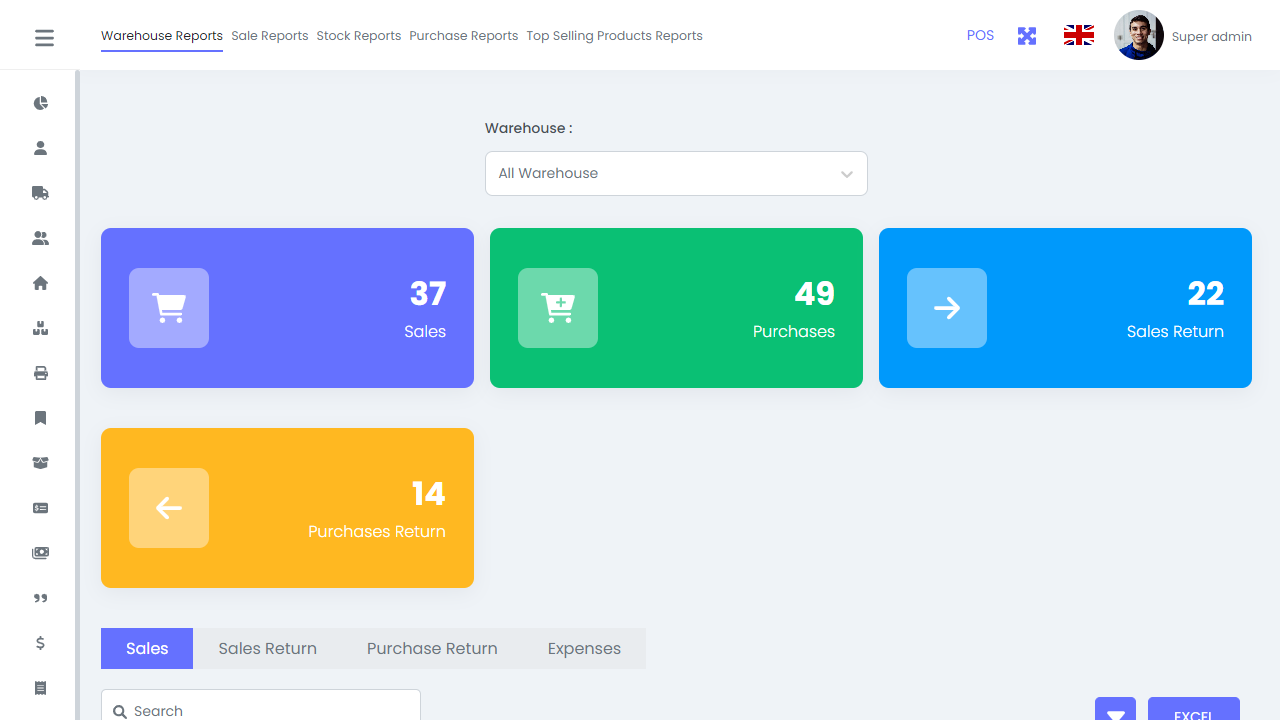 Warehouse Reports Sale Reports Stock Reports Purchase Reports Top Selling Products Reports POS Super admin
Warehouse :
All Warehouse
37
Sales
49
Purchases
22
Sales Return
14
Purchases Return
Sales Sales Return Purchase Return Expenses
Search EXCEL